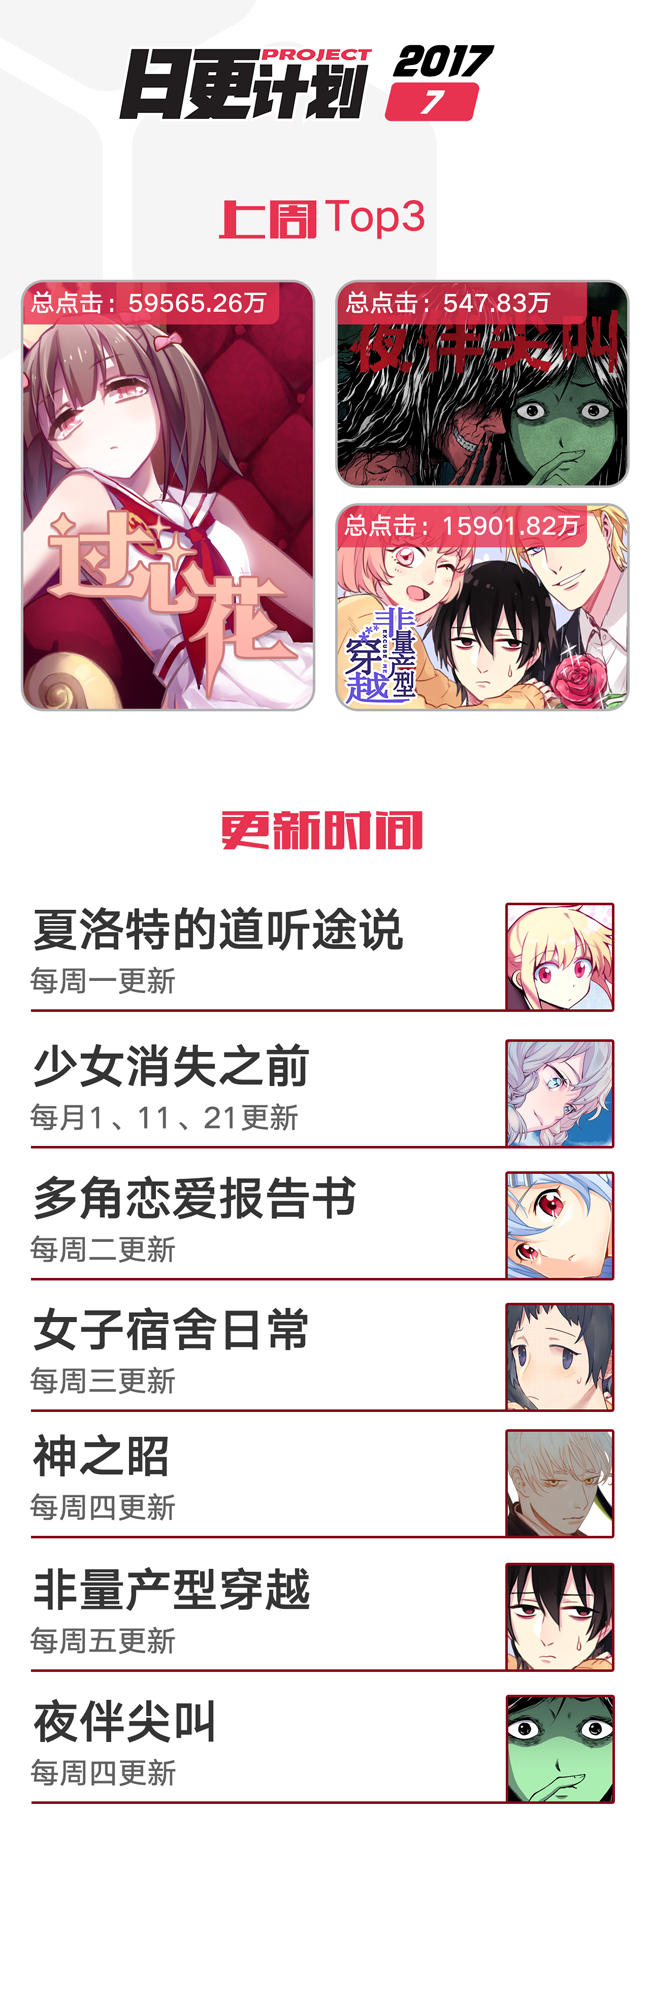 日更计划
PROJECT
2017
7
上周Top3
总点击：59565.26万
过心花
总点击：547.83万
夜伴尖叫
总点击：15901.82万
非量产型
EXCUSE ME
穿越
更新时间
夏洛特的道听途说
每周一更新
少女消失之前
每月1、11、21更新
多角恋爱报告书
每周二更新
女子宿舍日常
每周三更新
神之昭
每周四更新
非量产型穿越
每周五更新
夜伴尖叫
每周四更新